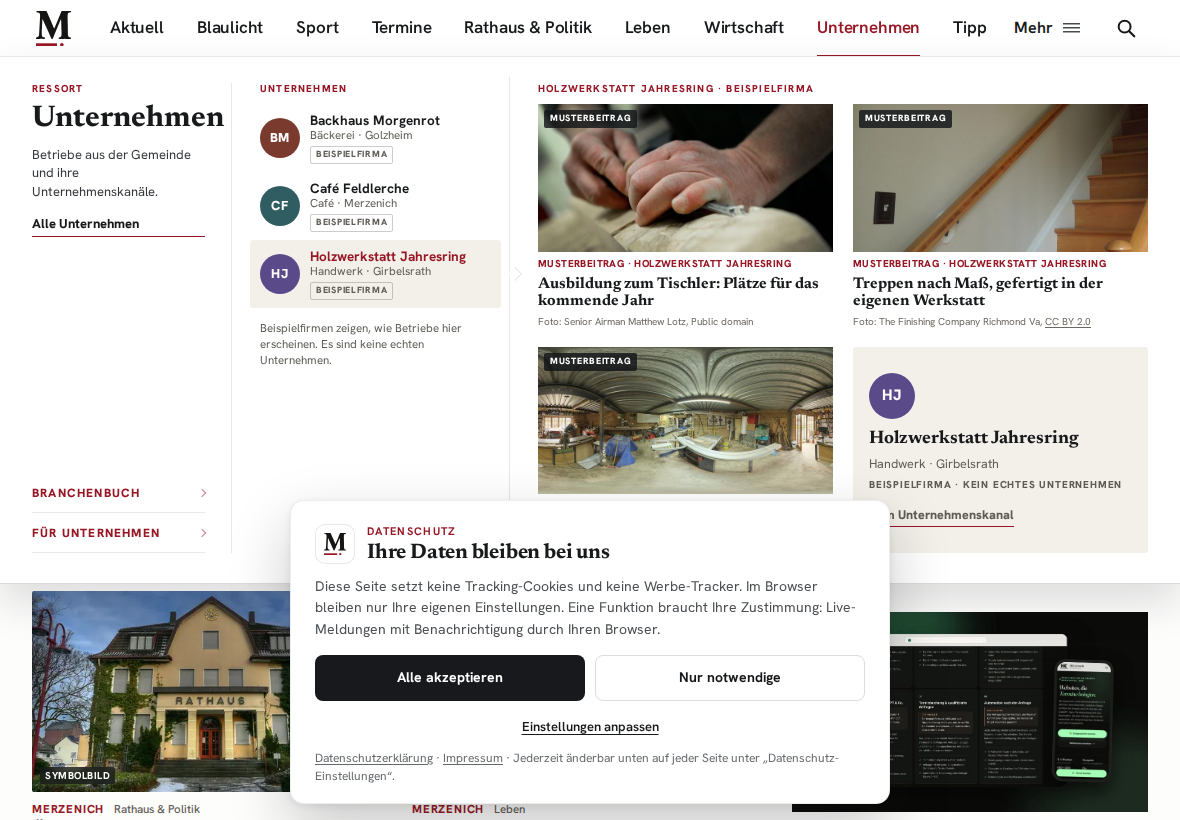 M
Aktuell
Blaulicht
Sport
Termine
Rathaus & Politik
Leben
Wirtschaft
Unternehmen
Tipp
Mehr
RESSORT
Unternehmen
Betriebe aus der Gemeinde
und ihre
Unternehmenskanäle.
Alle Unternehmen
BRANCHENBUCH
FÜR UNTERNEHMEN
UNTERNEHMEN
BM
Backhaus Morgenrot
Bäckerei · Golzheim
BEISPIELFIRMA
CF
Café Feldlerche
Café · Merzenich
BEISPIELFIRMA
HJ
Holzwerkstatt Jahresring
Handwerk · Girbelsrath
BEISPIELFIRMA
Beispielfirmen zeigen, wie Betriebe hier
erscheinen. Es sind keine echten
Unternehmen.
HOLZWERKSTATT JAHRESRING · BEISPIELFIRMA
MUSTERBEITRAG
MUSTERBEITRAG · HOLZWERKSTATT JAHRESRING
Ausbildung zum Tischler: Plätze für das
kommende Jahr
Foto: Senior Airman Matthew Lotz, Public domain
MUSTERBEITRAG
MUSTERBEITRAG · HOLZWERKSTATT JAHRESRING
Treppen nach Maß, gefertigt in der
eigenen Werkstatt
Foto: The Finishing Company Richmond Va, CC BY 2.0
MUSTERBEITRAG
HJ
Holzwerkstatt Jahresring
Handwerk · Girbelsrath
BEISPIELFIRMA · KEIN ECHTES UNTERNEHMEN
Unternehmenskanal
M
DATENSCHUTZ
Ihre Daten bleiben bei uns
Diese Seite setzt keine Tracking-Cookies und keine Werbe-Tracker. Im Browser
bleiben nur Ihre eigenen Einstellungen. Eine Funktion braucht Ihre Zustimmung: Live-
Meldungen mit Benachrichtigung durch Ihren Browser.
Alle akzeptieren
Nur notwendige
Einstellungen anpassen
Datenschutzerklärung · Impressum · Jederzeit änderbar unten auf jeder Seite unter „Datenschutz-
Einstellungen“.
RATHAUS
SYMBOLBILD
MERZENICH Rathaus & Politik
MERZENICH Leben